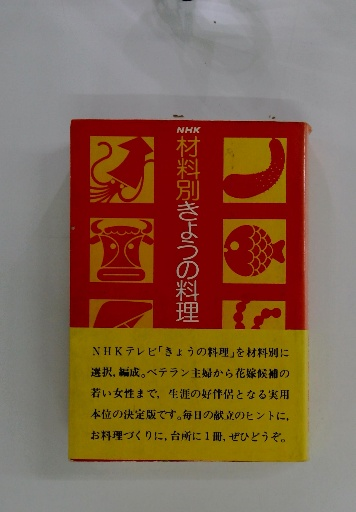 NHK
材料別きょうの料理
NHKテレビ「きょうの料理」を材料別に
選択,編成。ベテラン主婦から花嫁候補の
若い女性まで, 生涯の好伴侶となる実用
本位の決定版です。毎日の献立のヒントに,
お料理づくりに,台所に1冊,ぜひどうぞ。